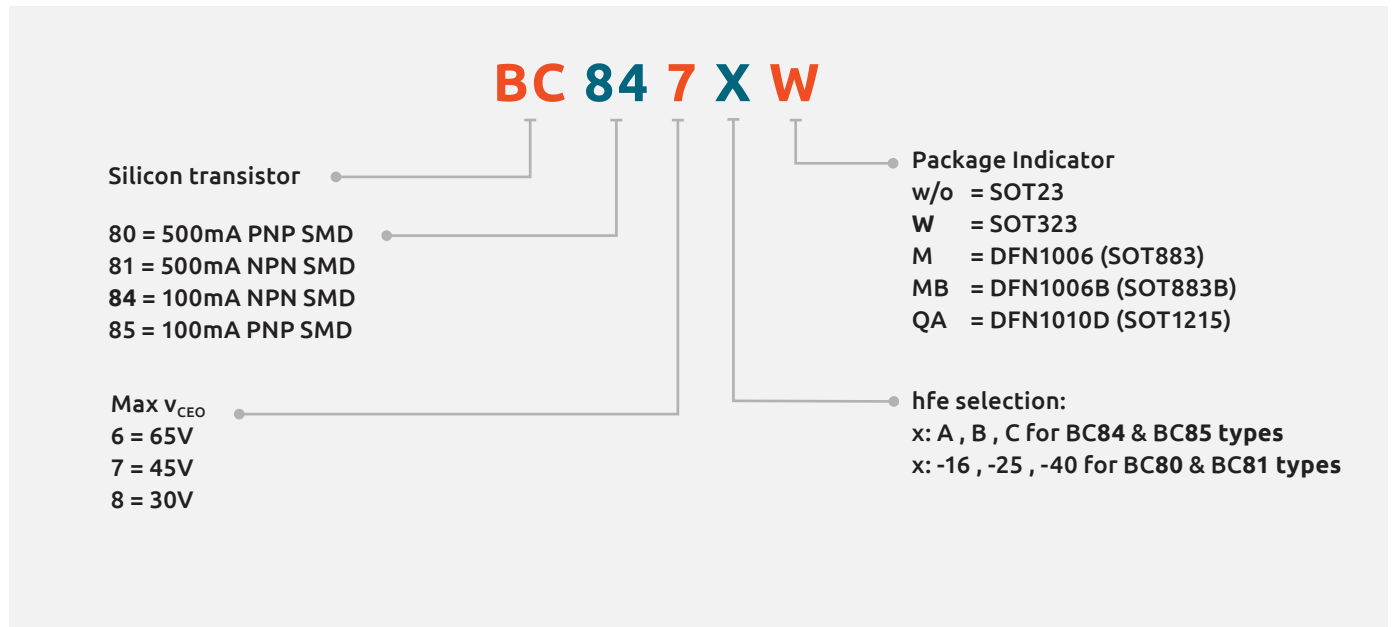 BC 84 7 X W
Silicon transistor
80 = 500mA PNP SMD
81 = 500mA NPN SMD
84 = 100mA NPN SMD
85 = 100mA PNP SMD
Max vCEO
6 = 65V
7 = 45V
8 = 30V
Package Indicator
w/o = SOT23
W = SOT323
M = DFN1006 (SOT883)
MB = DFN1006B (SOT883B)
QA = DFN1010D (SOT1215)
hfe selection:
x: A , B , C for BC84 & BC85 types
x: -16 , -25 , -40 for BC80 & BC81 types